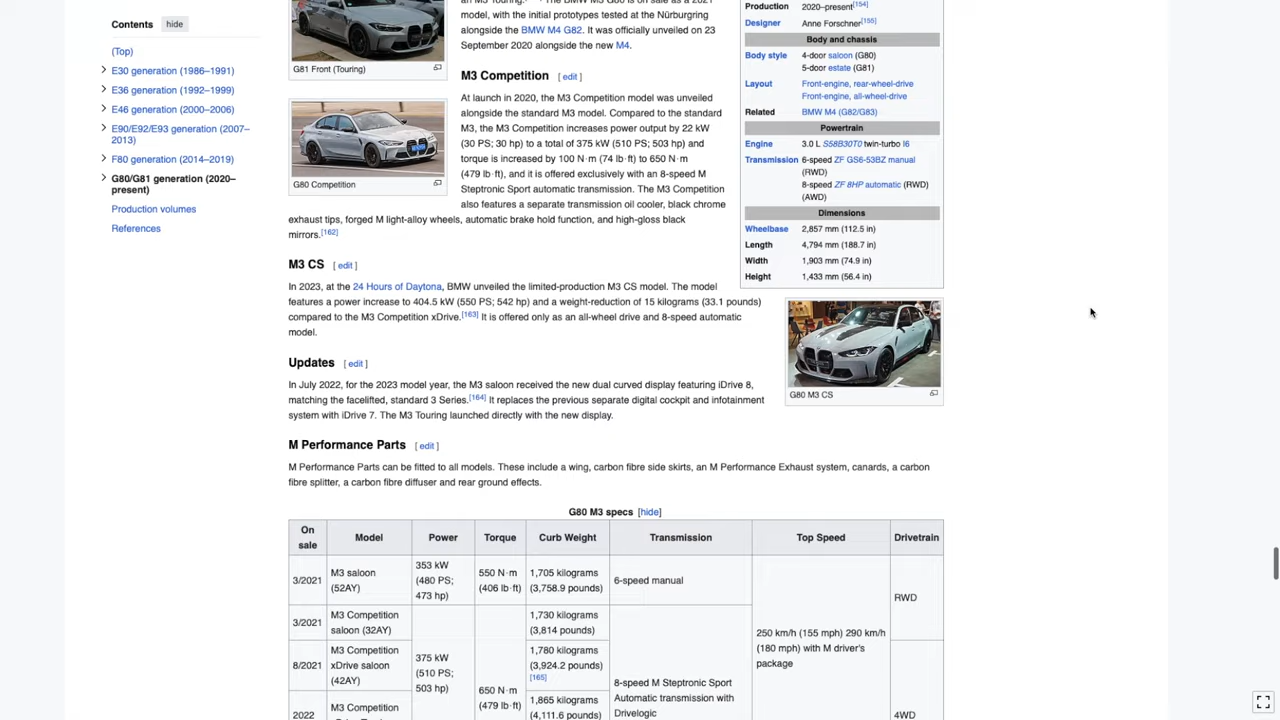 Contents hide
(Top)
E30 generation (1986–1991)
E36 generation (1992–1999)
E46 generation (2000–2006)
E90/E92/E93 generation (2007–
2013)
F80 generation (2014–2019)
G80/G81 generation (2020–
present)
Production volumes
References
G81 Front (Touring)
G80 Competition
model, with the initial prototypes tested at the Nürburgring
alongside the BMW M4 G82. It was officially unveiled on 23
September 2020 alongside the new M4.
M3 Competition [ edit ]
At launch in 2020, the M3 Competition model was unveiled
alongside the standard M3 model. Compared to the standard
M3, the M3 Competition increases power output by 22 kW
(30 PS; 30 hp) to a total of 375 kW (510 PS; 503 hp) and
torque is increased by 100 N⋅m (74 lb⋅ft) to 650 N⋅m
(479 lb⋅ft), and it is offered exclusively with an 8-speed M
Steptronic Sport automatic transmission. The M3 Competition
also features a separate transmission oil cooler, black chrome
exhaust tips, forged M light-alloy wheels, automatic brake hold function, and high-gloss black
mirrors.[162]
M3 CS [ edit ]
In 2023, at the 24 Hours of Daytona, BMW unveiled the limited-production M3 CS model. The model
features a power increase to 404.5 kW (550 PS; 542 hp) and a weight-reduction of 15 kilograms (33.1 pounds)
compared to the M3 Competition xDrive.[163] It is offered only as an all-wheel drive and 8-speed automatic
model.
Updates [ edit ]
In July 2022, for the 2023 model year, the M3 saloon received the new dual curved display featuring iDrive 8,
matching the facelifted, standard 3 Series.[164] It replaces the previous separate digital cockpit and infotainment
system with iDrive 7. The M3 Touring launched directly with the new display.
M Performance Parts [ edit ]
M Performance Parts can be fitted to all models. These include a wing, carbon fibre side skirts, an M Performance Exhaust system, canards, a carbon
fibre splitter, a carbon fibre diffuser and rear ground effects.
Production 2020–present[154]
Designer Anne Forschner[155]
Body and chassis
Body style 4-door saloon (G80)
5-door estate (G81)
Layout Front-engine, rear-wheel-drive
Front-engine, all-wheel-drive
Related BMW M4 (G82/G83)
Powertrain
Engine 3.0 L S58B30T0 twin-turbo I6
Transmission 6-speed ZF GS6-53BZ manual
(RWD)
8-speed ZF 8HP automatic (RWD)
(AWD)
Dimensions
Wheelbase 2,857 mm (112.5 in)
Length 4,794 mm (188.7 in)
Width 1,903 mm (74.9 in)
Height 1,433 mm (56.4 in)
G80 M3 CS
G80 M3 specs [hide]
On
sale
Model
Power
Torque
Curb Weight
Transmission
Top Speed
Drivetrain
3/2021
M3 saloon
(52AY)
353 kW
(480 PS;
473 hp)
550 N⋅m
(406 lb⋅ft)
1,705 kilograms
(3,758.9 pounds)
6-speed manual
250 km/h (155 mph) 290 km/h
(180 mph) with M driver's
package
RWD
3/2021
M3 Competition
saloon (32AY)
375 kW
(510 PS;
503 hp)
650 N⋅m
(479 lb⋅ft)
1,730 kilograms
(3,814 pounds)
8-speed M Steptronic Sport
Automatic transmission with
Drivelogic
8/2021
M3 Competition
xDrive saloon
(42AY)
1,780 kilograms
(3,924.2 pounds)
[165]
4WD
2022
M3 Competition
1,865 kilograms
(4,111.6 pounds)